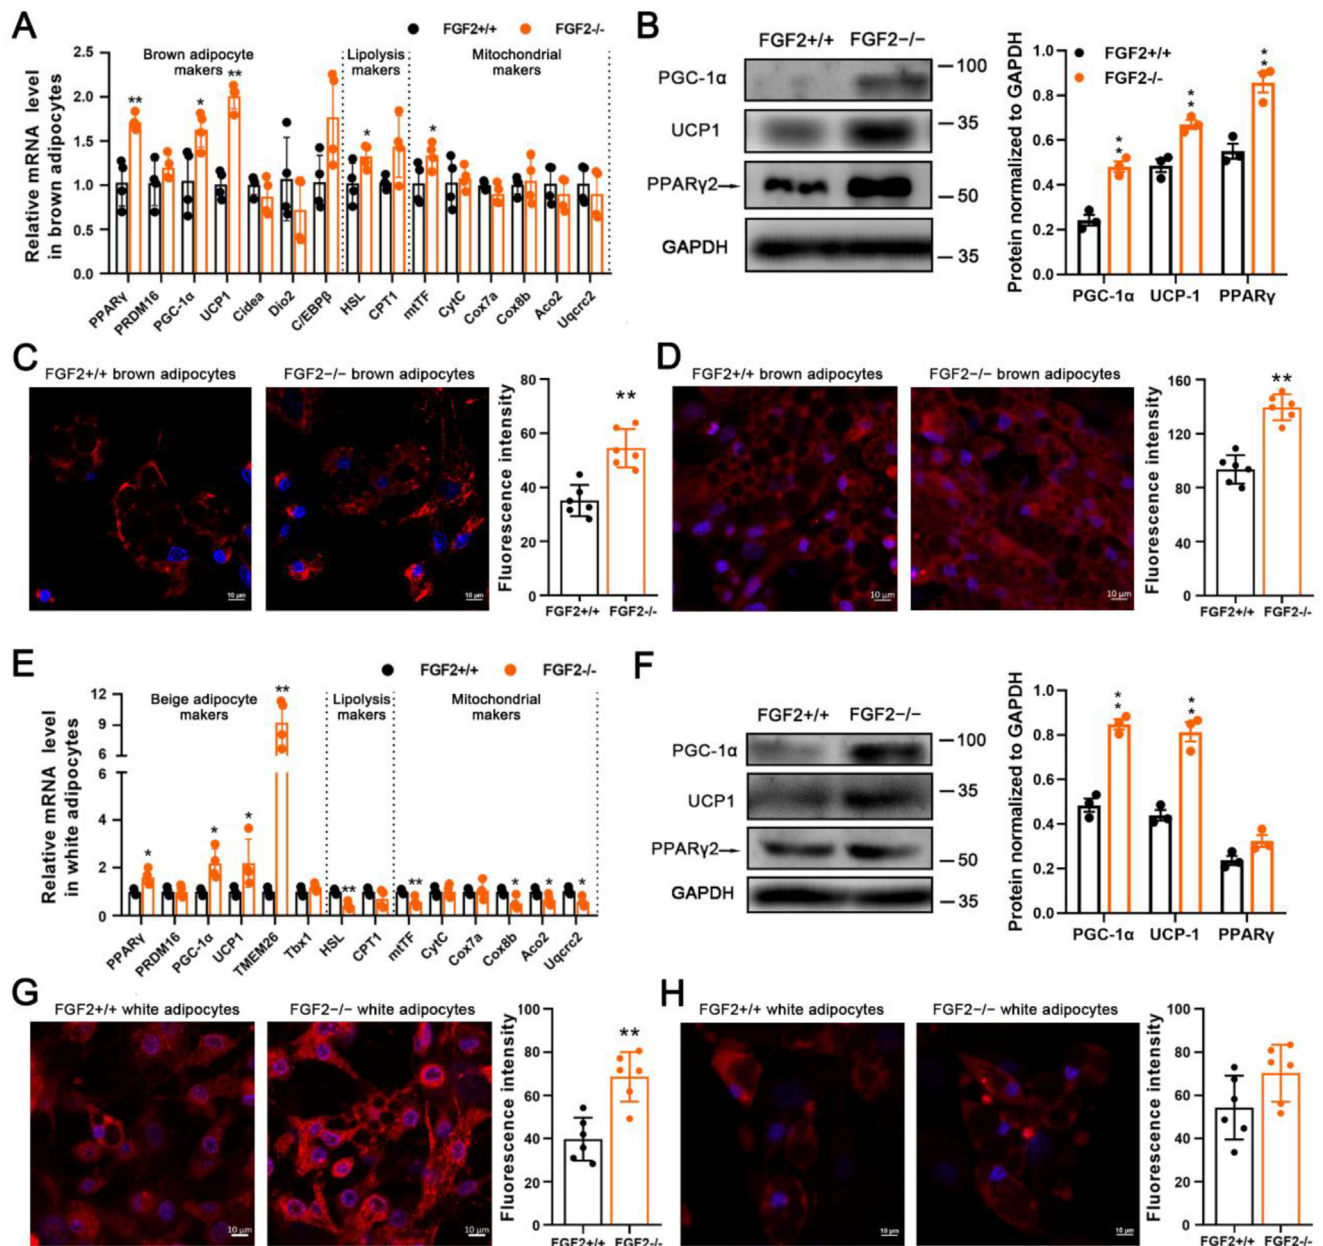 A
FGF2+/+ FGF2-/-
Relative mRNA level
in brown adipocytes
2.5
2.0
1.5
1.0
0.5
0.0
Brown adipocyte
makers
Lipolysis
makers
Mitochondrial
makers
** * ** * *
PPARγ PRDM16 PGC-1α UCP1 Cidea Dio2 C/EBPβ HSL CPT1 mtTF CytC Cox7a Cox8b Aco2 Uqcrc2
B
FGF2+/+ FGF2−/−
PGC-1α
100
UCP1
35
PPARγ2
50
GAPDH
35
Protein normalized to GAPDH
1.0
0.8
0.6
0.4
0.2
0.0
FGF2+/+
FGF2-/-
** ** **
PGC-1α UCP-1 PPARγ
C
FGF2+/+ brown adipocytes
FGF2−/− brown adipocytes
10 μm
10 μm
Fluorescence intensity
80
60
40
20
0
**
FGF2+/+ FGF2-/-
D
FGF2+/+ brown adipocytes
FGF2−/− brown adipocytes
10 μm
10 μm
Fluorescence intensity
160
120
80
40
0
**
FGF2+/+ FGF2-/-
E
FGF2+/+ FGF2-/-
Relative mRNA level
in white adipocytes
12
9
6
6
4
2
0
Beige adipocyte
makers
Lipolysis
makers
Mitochondrial
makers
* * * ** ** ** * * *
PPARγ PRDM16 PGC-1α UCP1 TMEM26 Tbx1 HSL CPT1 mtTF CytC Cox7a Cox8b Aco2 Uqcrc2
F
FGF2+/+ FGF2−/−
PGC-1α
100
UCP1
35
PPARγ2
50
GAPDH
35
Protein normalized to GAPDH
1.0
0.8
0.6
0.4
0.2
0.0
** **
PGC-1α UCP-1 PPARγ
G
FGF2+/+ white adipocytes
FGF2−/− white adipocytes
10 μm
10 μm
Fluorescence intensity
100
80
60
40
20
0
**
FGF2+/+ FGF2-/-
H
FGF2+/+ white adipocytes
FGF2−/− white adipocytes
10 μm
10 μm
Fluorescence intensity
100
80
60
40
20
0
FGF2+/+ FGF2-/-